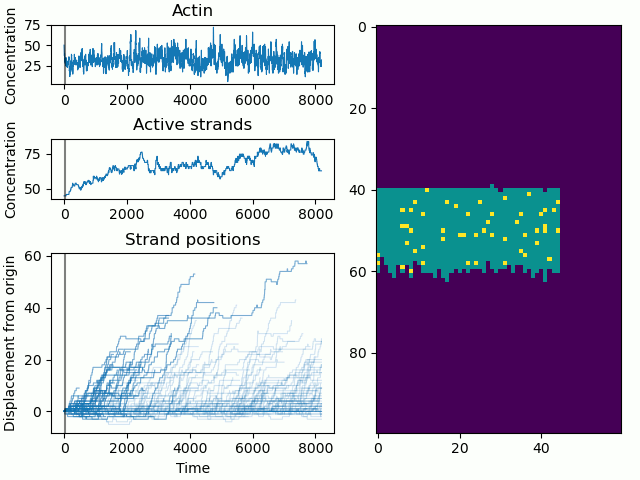 Actin
Concentration
75
50
25
0 2000 4000 6000 8000
Active strands
Concentration
75
50
0 2000 4000 6000 8000
Strand positions
Displacement from origin
60
40
20
0
0 2000 4000 6000 8000
Time
0
20
40
60
80
0 20 40